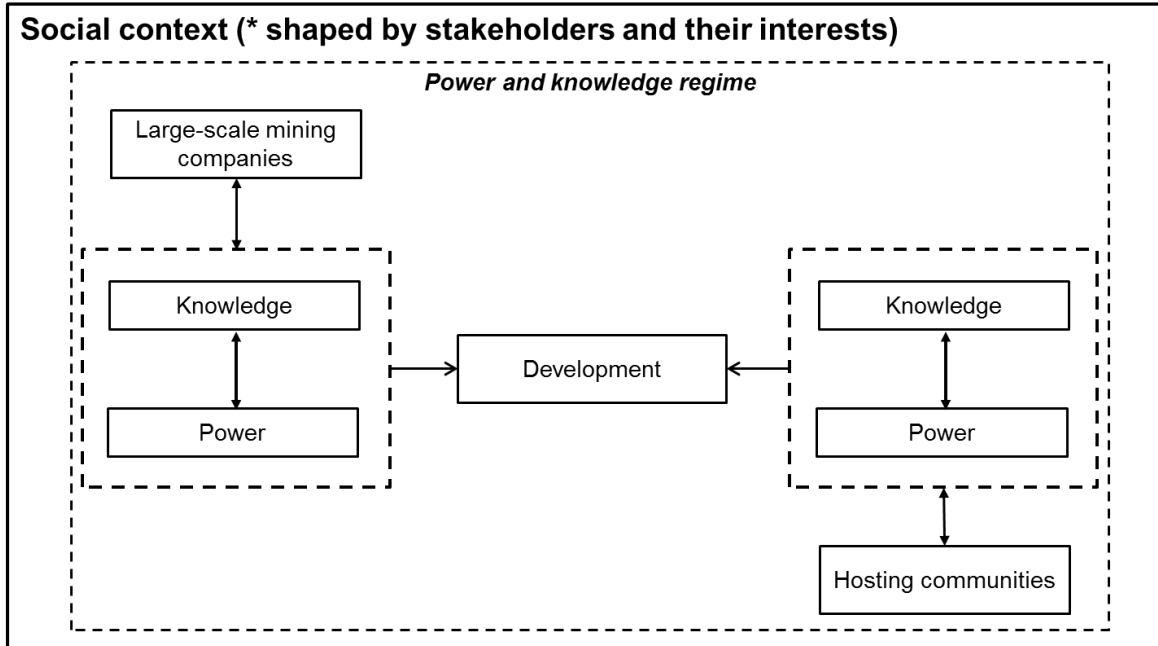 Social context (* shaped by stakeholders and their interests)
Power and knowledge regime
Large-scale mining
companies
Knowledge
Power
Development
Knowledge
Power
Hosting communities